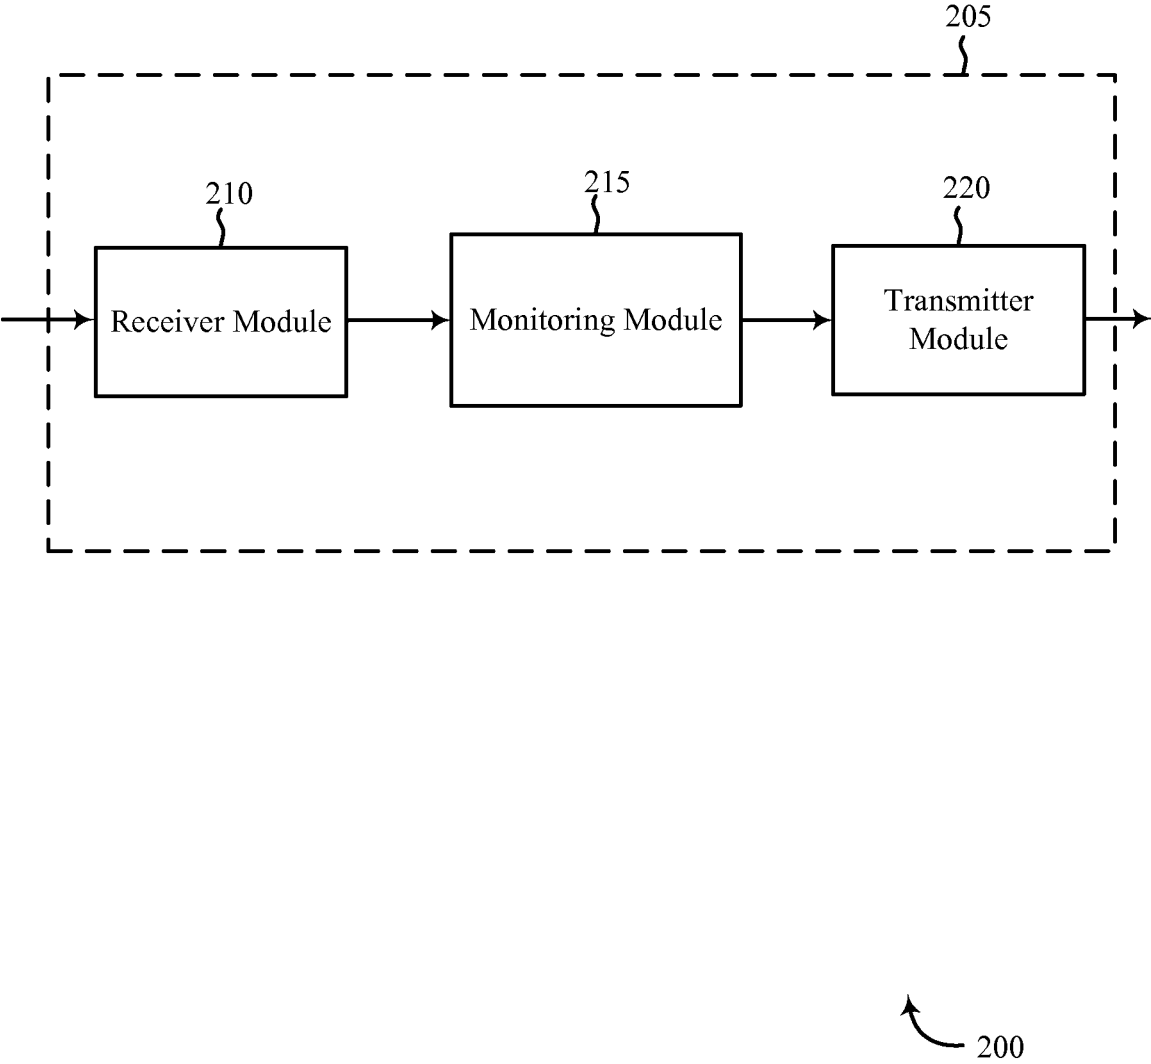 205
210
215
220
Receiver Module
Monitoring Module
Transmitter
Module
200